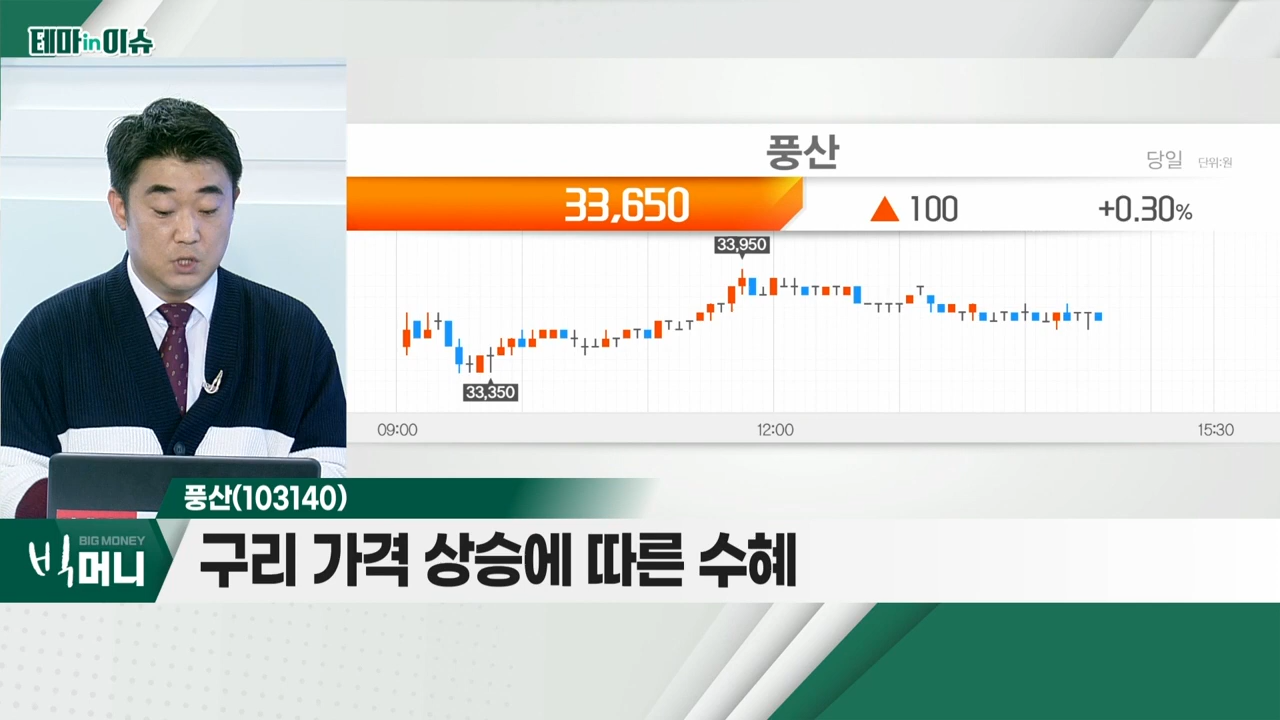 테마in이슈
풍산
당일 단위:원
33,650 ▲ 100 +0.30%
33,950
33,350
09:00 12:00 15:30
풍산(103140)
BIG MONEY
빅머니
구리 가격 상승에 따른 수혜